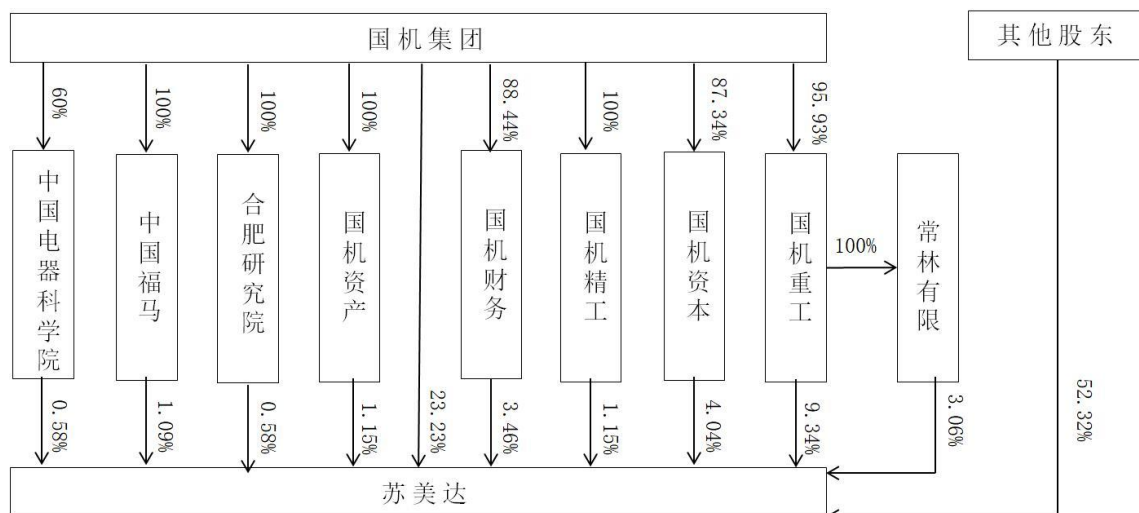 国机集团
其他股东
60%
100%
100%
100%
88.44%
100%
87.34%
95.93%
中国电器科学院
中国福马
合肥研究院
国机资产
国机财务
国机精工
国机资本
国机重工
100%
常林有限
0.58%
1.09%
0.58%
1.15%
23.23%
3.46%
1.15%
4.04%
9.34%
3.06%
52.32%
苏美达